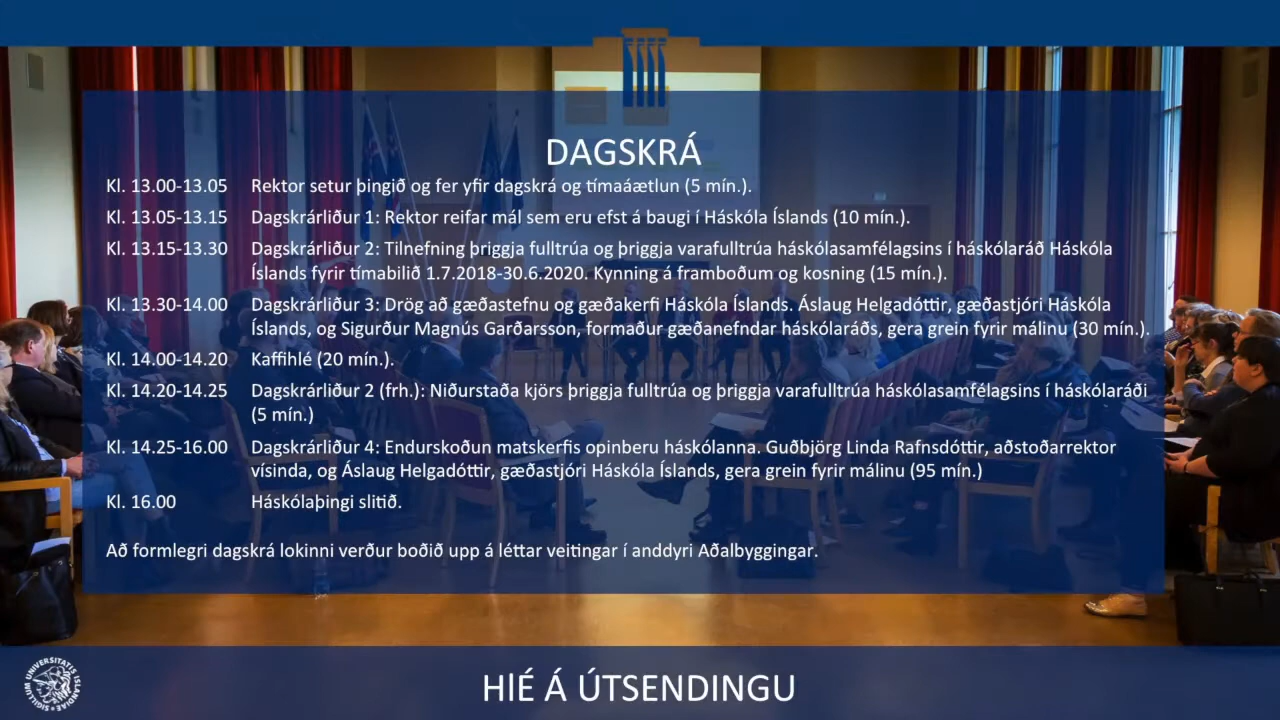 DAGSKRÁ
Kl. 13.00-13.05 Rektor setur þingið og fer yfir dagskrá og tímaáætlun (5 mín.).
Kl. 13.05-13.15 Dagskrárliður 1: Rektor reifar mál sem eru efst á baugi í Háskóla Íslands (10 mín.).
Kl. 13.15-13.30 Dagskrárliður 2: Tilnefning þriggja fulltrúa og þriggja varafulltrúa háskólasamfélagsins í háskólaráð Háskóla
Íslands fyrir tímabilið 1.7.2018-30.6.2020. Kynning á framboðum og kosning (15 mín.).
Kl. 13.30-14.00 Dagskrárliður 3: Drög að gæðastefnu og gæðakerfi Háskóla Íslands. Áslaug Helgadóttir, gæðastjóri Háskóla
Íslands, og Sigurður Magnús Garðarsson, formaður gæðanefndar háskólaráðs, gera grein fyrir málinu (30 mín.).
Kl. 14.00-14.20 Kaffihlé (20 mín.).
Kl. 14.20-14.25 Dagskrárliður 2 (frh.): Niðurstaða kjörs þriggja fulltrúa og þriggja varafulltrúa háskólasamfélagsins í háskólaráði
(5 mín.)
Kl. 14.25-16.00 Dagskrárliður 4: Endurskoðun matskerfis opinberu háskólanna. Guðbjörg Linda Rafnsdóttir, aðstoðarrektor
vísinda, og Áslaug Helgadóttir, gæðastjóri Háskóla Íslands, gera grein fyrir málinu (95 mín.)
Kl. 16.00 Háskólaþingi slitið.
Að formlegri dagskrá lokinni verður boðið upp á léttar veitingar í anddyri Aðalbyggingar.
SIGILLUM UNIVERSITATIS ISLANDIAE
HlÉ Á ÚTSENDINGU